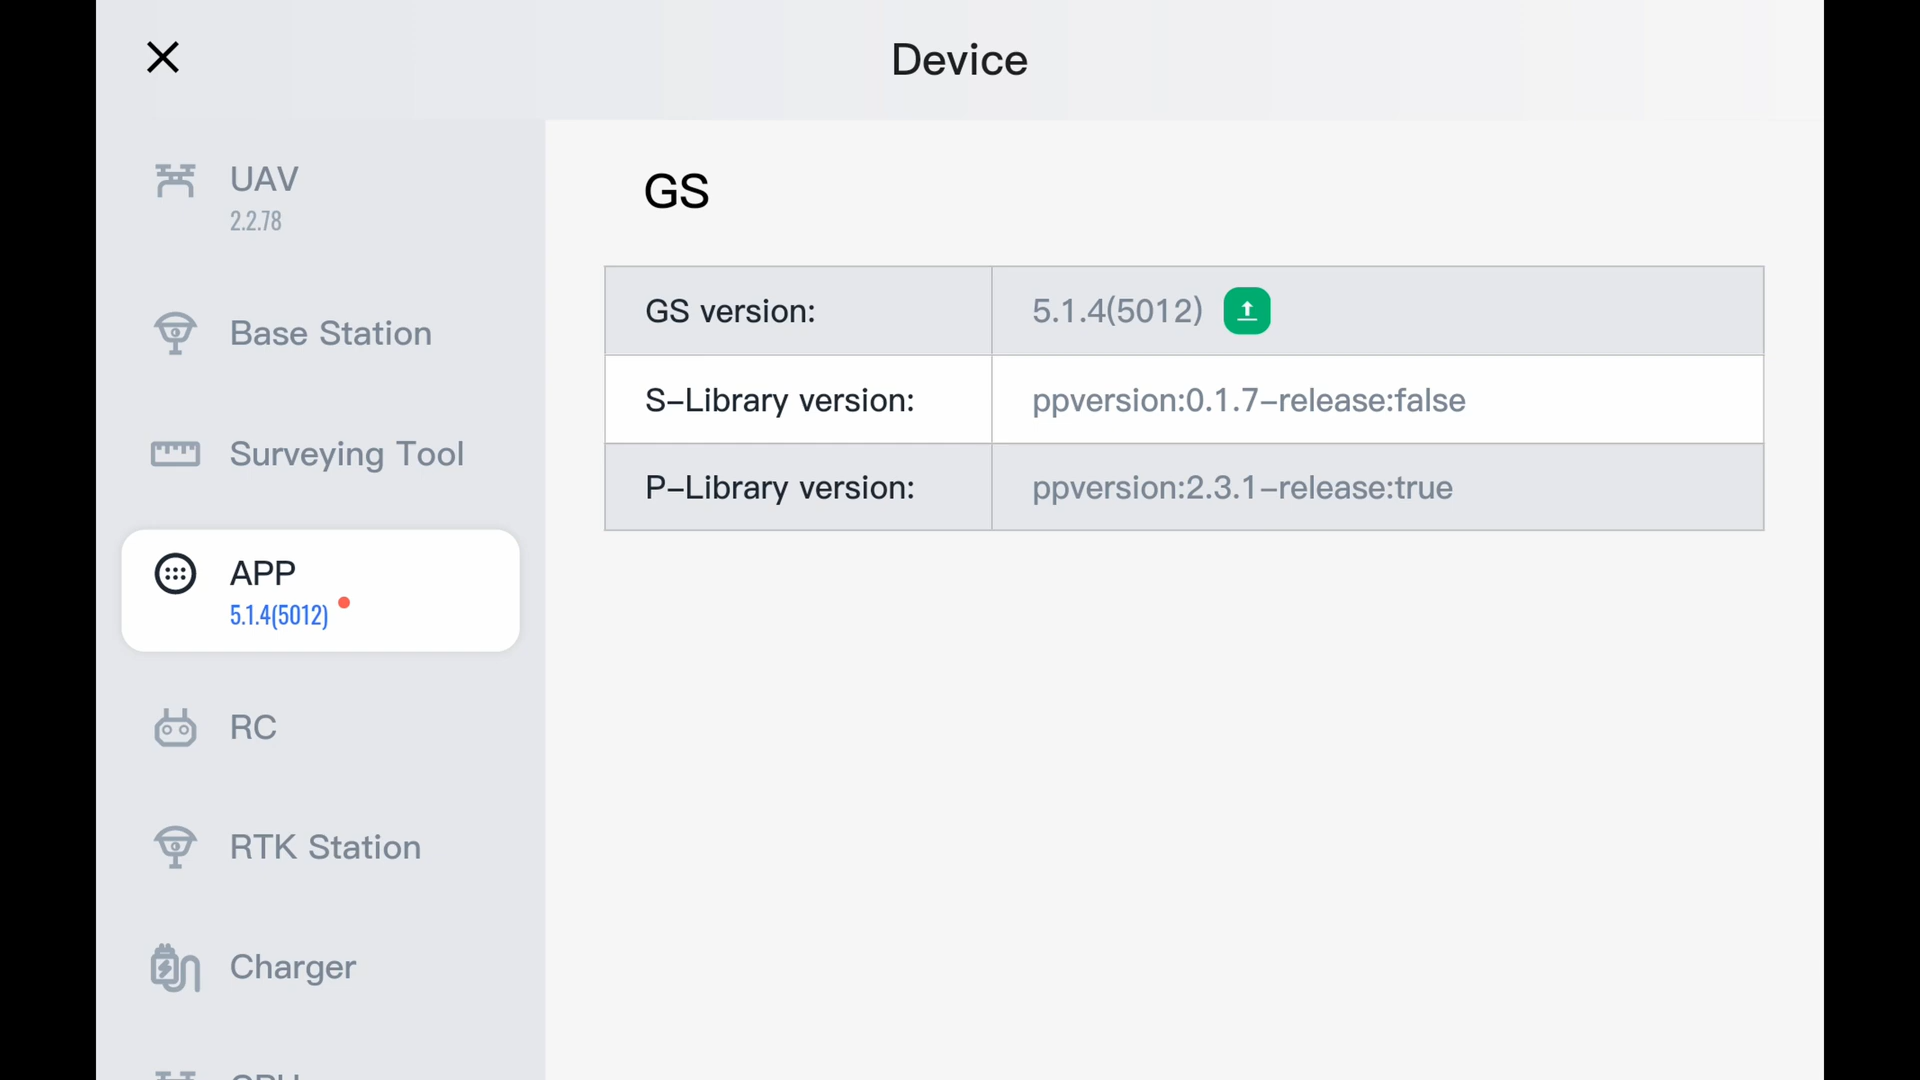 Device
UAV
2.2.78
Base Station
Surveying Tool
APP
5.1.4(5012)
RC
RTK Station
Charger
GS
GS version: 5.1.4(5012)
S-Library version: ppversion:0.1.7-release:false
P-Library version: ppversion:2.3.1-release:true